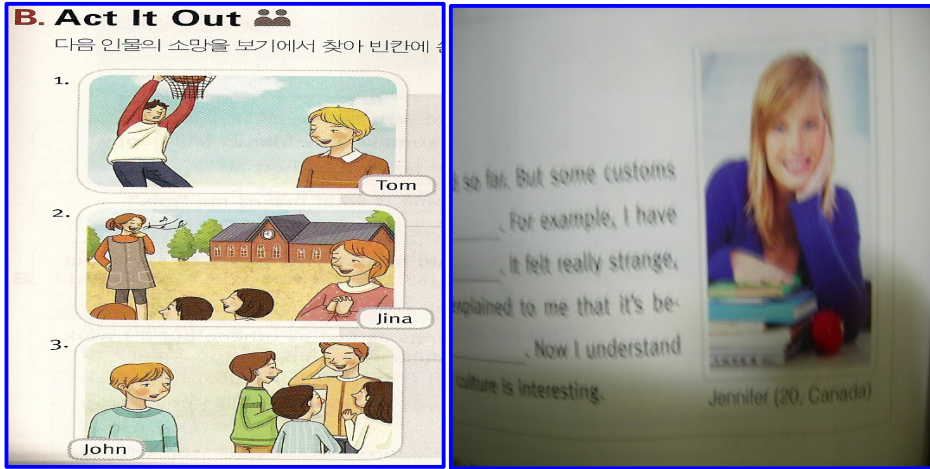 B. Act It Out
다음 인물의 소망을 보기에서 찾아 빈칸에
1.
Tom
2.
Jina
3.
John
so far. But some customs
. For example, I have
. It felt really strange,
explained to me that it's be-
. Now I understand
culture is interesting.
Jennifer (20, Canada)